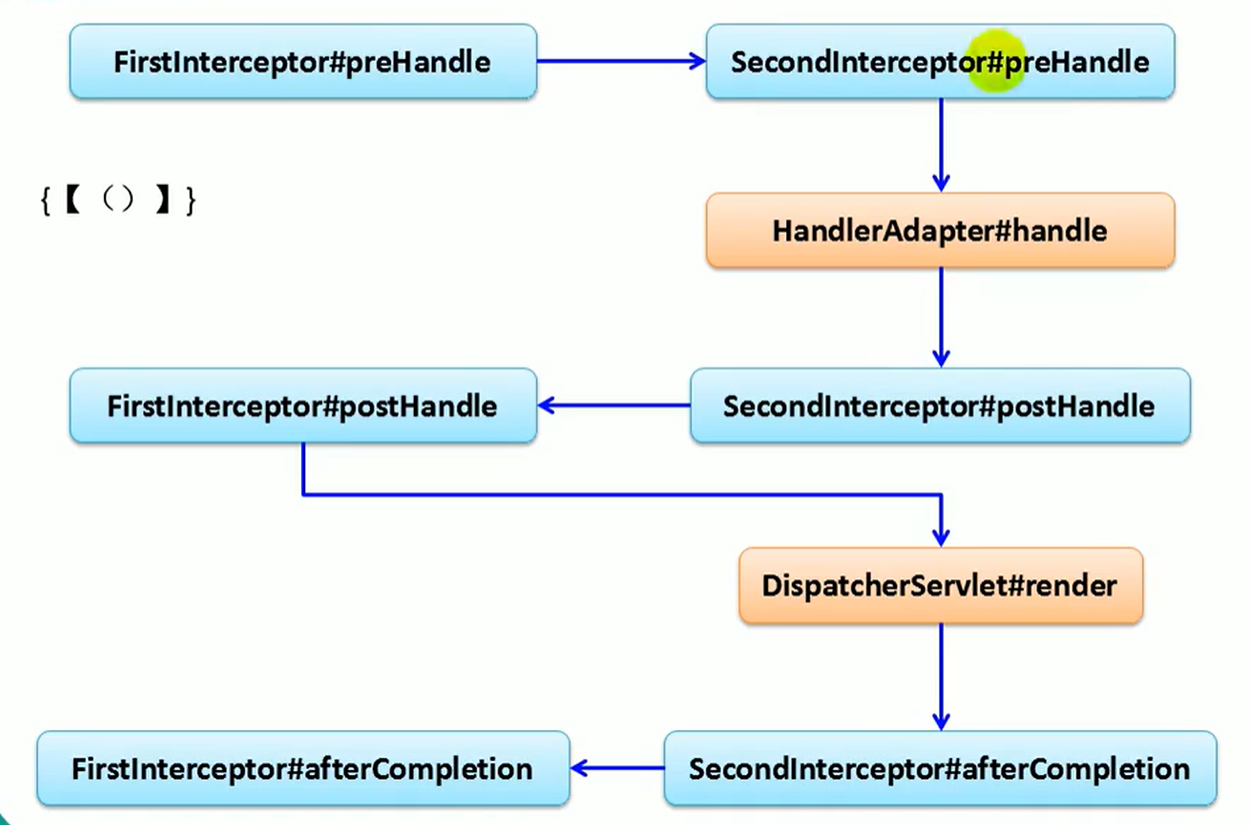 FirstInterceptor#preHandle
SecondInterceptor#preHandle
{【（）】}
HandlerAdapter#handle
FirstInterceptor#postHandle
SecondInterceptor#postHandle
DispatcherServlet#render
FirstInterceptor#afterCompletion
SecondInterceptor#afterCompletion